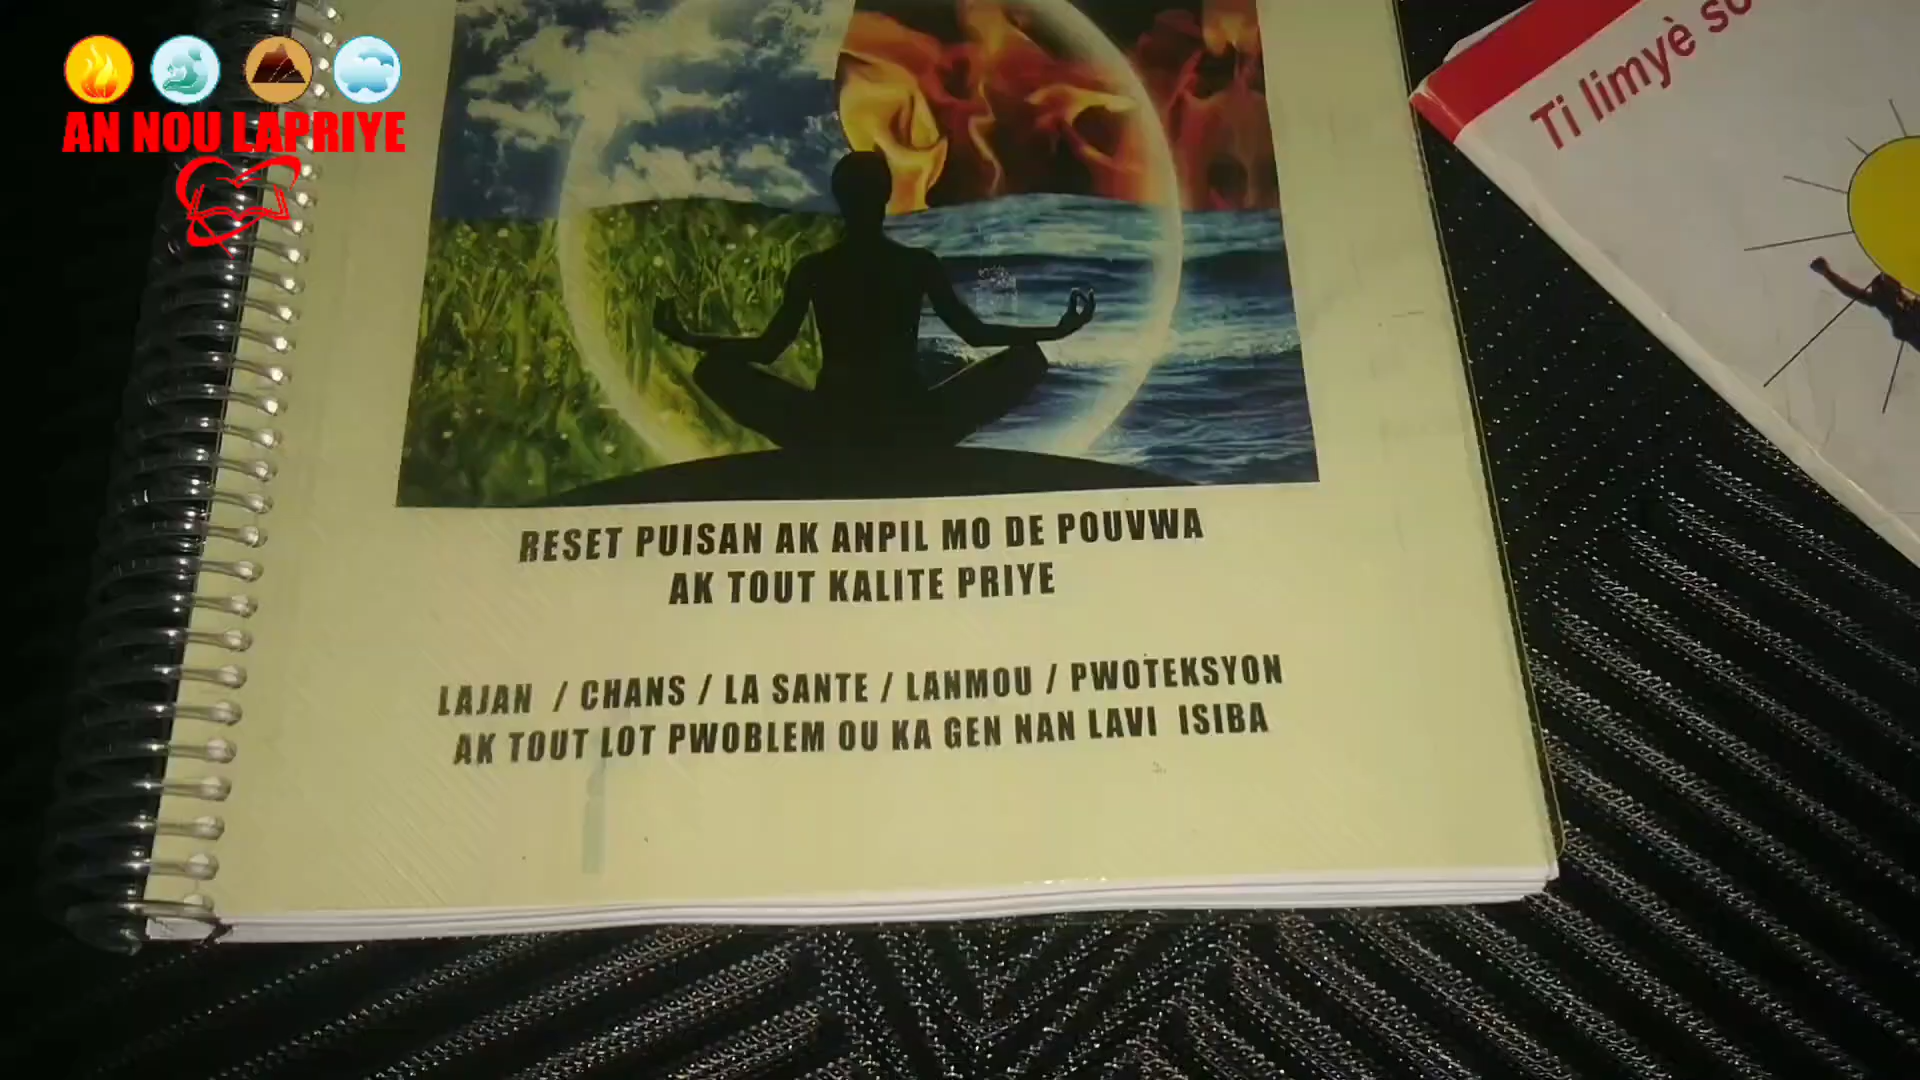 AN NOU LAPRIYE
Ti limyè
RESET PUISAN AK ANPIL MO DE POUVWA
AK TOUT KALITE PRIYE
LAJAN / CHANS / LA SANTE / LANMOU / PWOTEKSYON
AK TOUT LOT PWOBLEM OU KA GEN NAN LAVI ISIBA